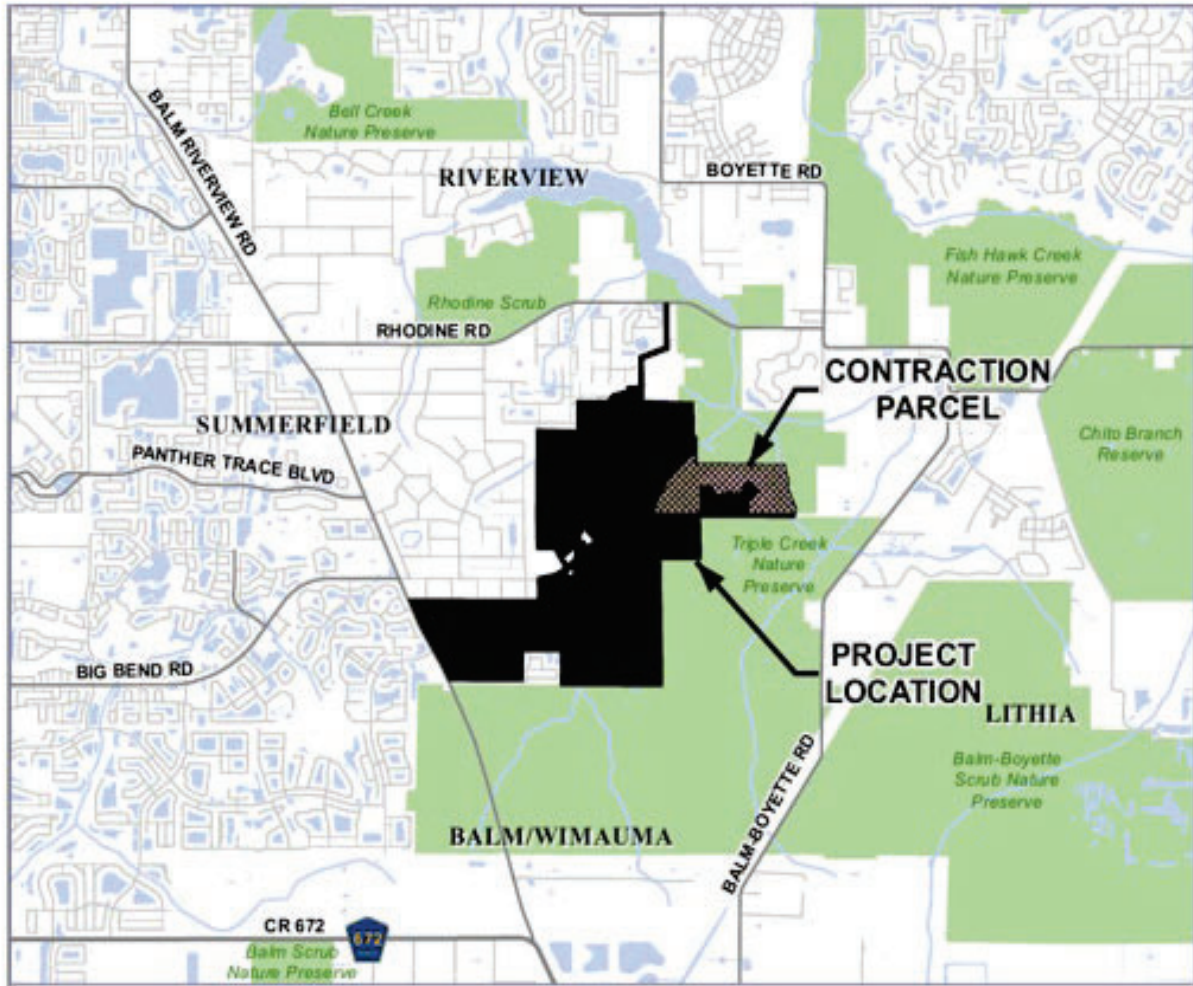 Bell Creek
Nature Preserve
BALM RIVERVIEW RD
RIVERVIEW
BOYETTE RD
Fish Hawk Creek
Nature Preserve
Rhodine Scrub
RHODINE RD
CONTRACTION
PARCEL
SUMMERFIELD
PANTHER TRACE BLVD
Chito Branch
Reserve
Triple Creek
Nature
Preserve
BIG BEND RD
PROJECT
LOCATION
LITHIA
Balm-Boyette
Scrub Nature
Preserve
BALM/WIMAUMA
BALM-BOYETTE RD
CR 672
672
Balm Scrub
Nature Preserve